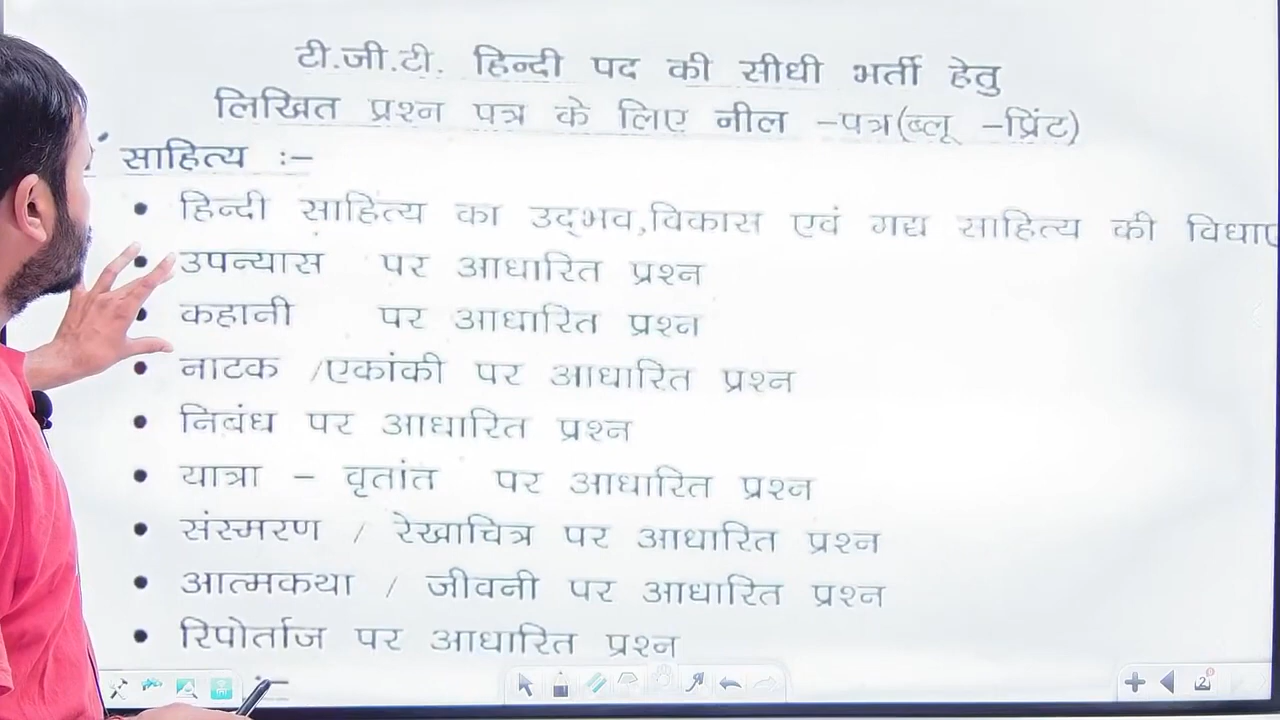 टी.जी.टी. हिन्दी पद की सीधी भर्ती हेतु
लिखित प्रश्न पत्र के लिए नील -पत्र(ब्लू -प्रिंट)
साहित्य :-
• हिन्दी साहित्य का उद्भव,विकास एवं गद्य साहित्य की
• उपन्यास पर आधारित प्रश्न
• कहानी पर आधारित प्रश्न
• नाटक /एकांकी पर आधारित प्रश्न
• निबंध पर आधारित प्रश्न
• यात्रा - वृतांत पर आधारित प्रश्न
• संस्मरण / रेखाचित्र पर आधारित प्रश्न
• आत्मकथा / जीवनी पर आधारित प्रश्न
• रिपोर्ताज पर आधारित प्रश्न
2